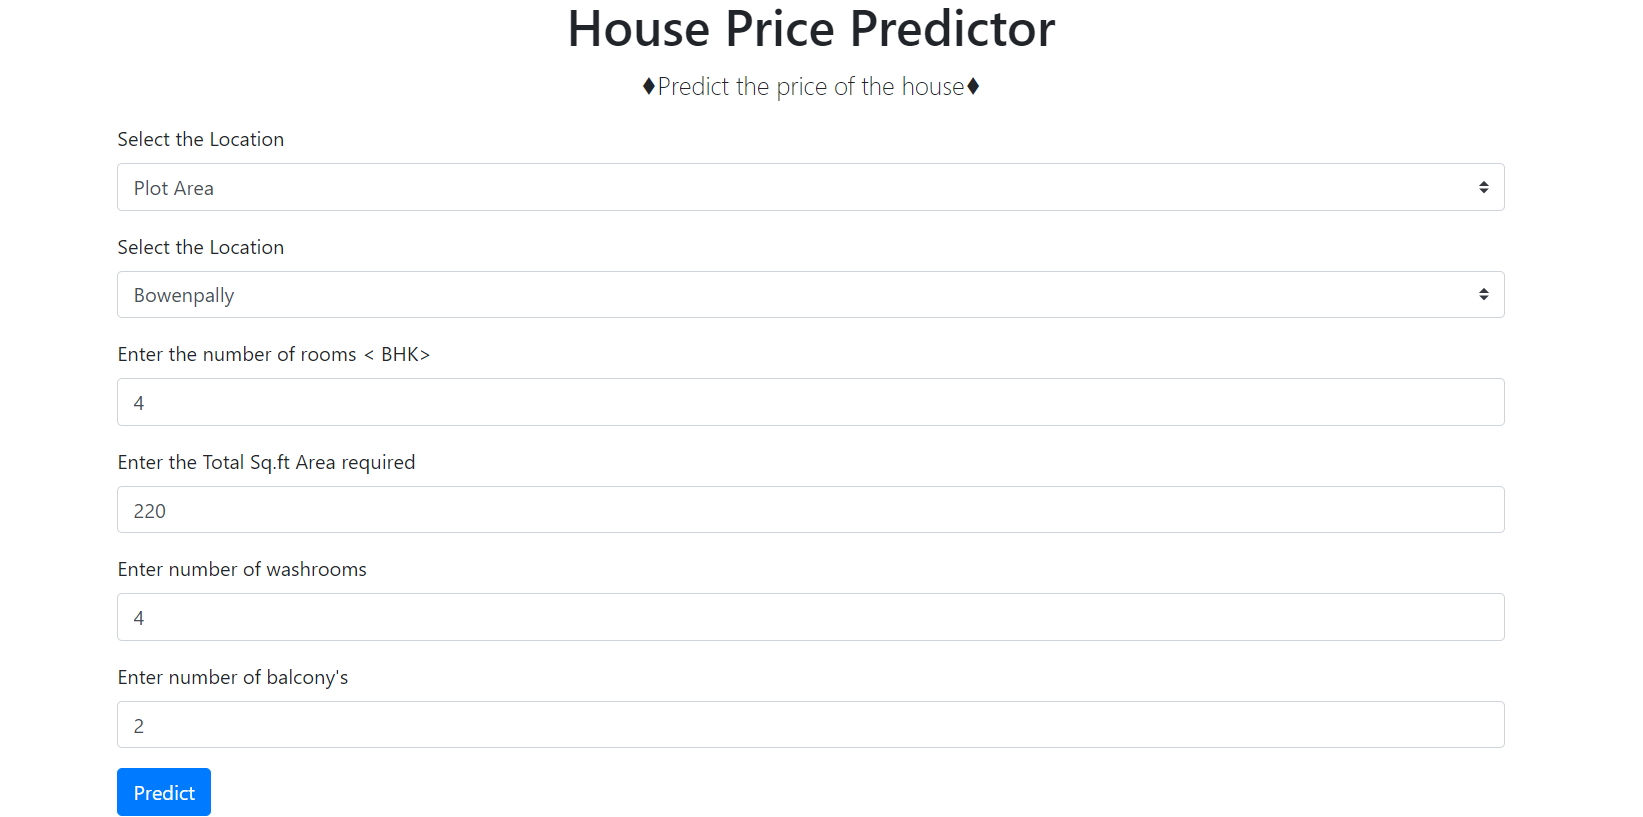 House Price Predictor
♦Predict the price of the house♦
Select the Location
Plot Area
Select the Location
Bowenpally
Enter the number of rooms < BHK>
4
Enter the Total Sq.ft Area required
220
Enter number of washrooms
4
Enter number of balcony's
2
Predict